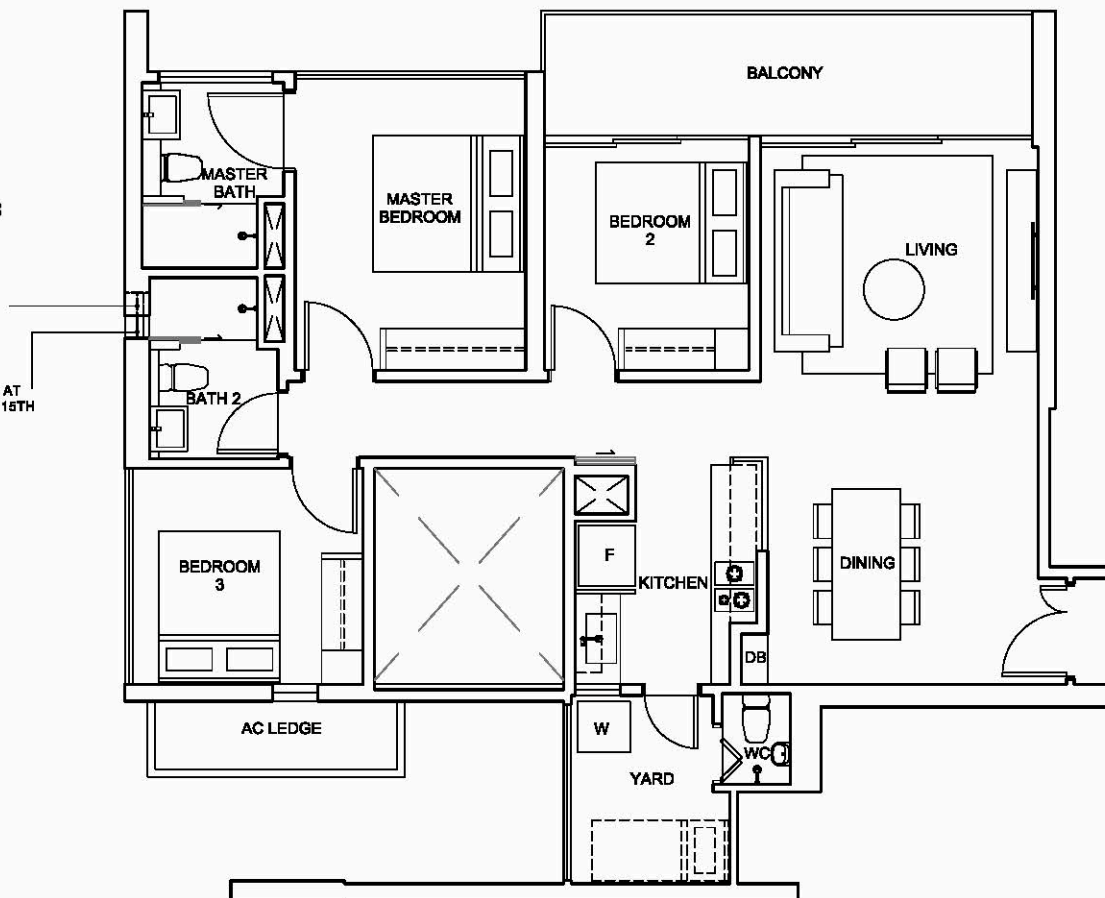 BALCONY
MASTER
BATH
MASTER
BEDROOM
BEDROOM
2
LIVING
AT
15TH
BATH 2
BEDROOM
3
F
KITCHEN
DINING
DB
AC LEDGE
W
WC
YARD